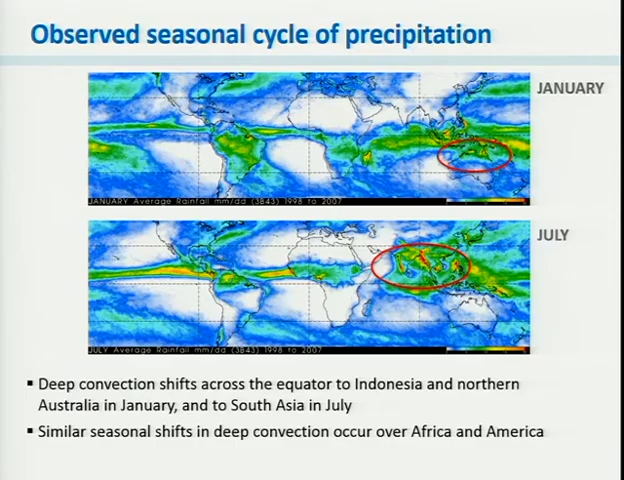 Observed seasonal cycle of precipitation
JANUARY
JANUARY Average Rainfall mm/dd (3B43) 1998 to 2007
JULY
JULY Average Rainfall mm/dd (3B43) 1998 to 2007
▪ Deep convection shifts across the equator to Indonesia and northern
Australia in January, and to South Asia in July
▪ Similar seasonal shifts in deep convection occur over Africa and America